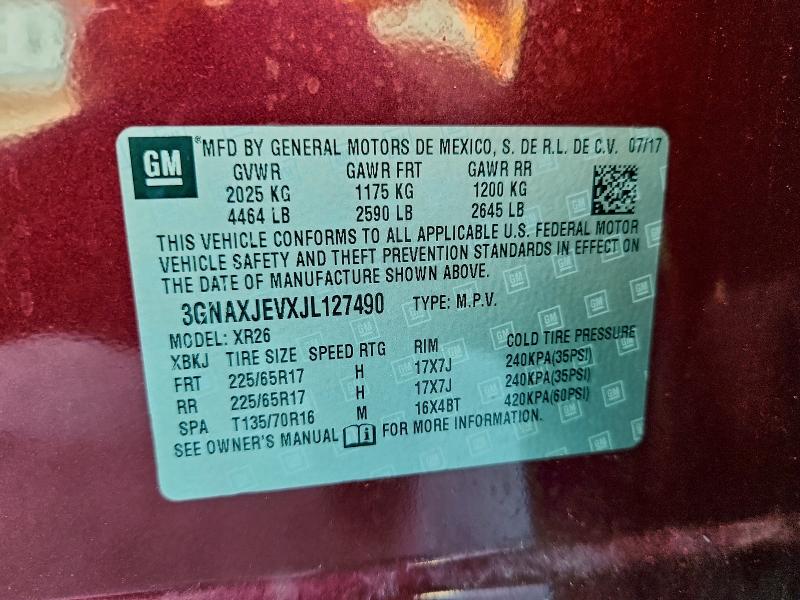 GM ® MFD BY GENERAL MOTORS DE MEXICO, S. DE R.L. DE C.V. 07/17
GVWR GAWR FRT GAWR RR
2025 KG 1175 KG 1200 KG
4464 LB 2590 LB 2645 LB
THIS VEHICLE CONFORMS TO ALL APPLICABLE U.S. FEDERAL MOTOR
VEHICLE SAFETY AND THEFT PREVENTION STANDARDS IN EFFECT ON
THE DATE OF MANUFACTURE SHOWN ABOVE.
3GNAXJEVXJL127490 TYPE: M.P.V.
MODEL: XR26
XBKJ TIRE SIZE SPEED RTG RIM COLD TIRE PRESSURE
FRT 225/65R17 H 17X7J 240KPA(35PSI)
RR 225/65R17 H 17X7J 240KPA(35PSI)
SPA T135/70R16 M 16X4BT 420KPA(60PSI)
SEE OWNER'S MANUAL FOR MORE INFORMATION.